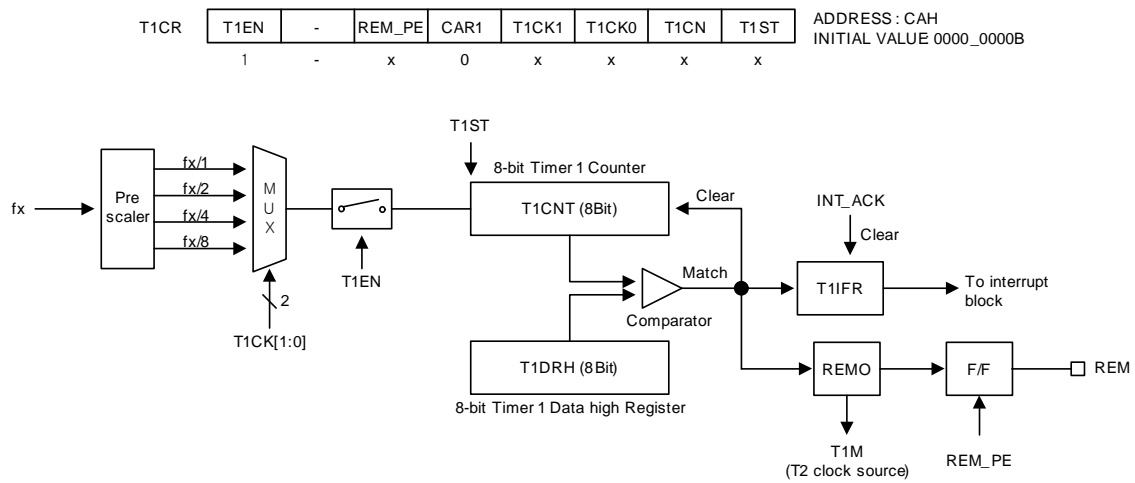 T1CR T1EN - REM_PE CAR1 T1CK1 T1CK0 T1CN T1ST ADDRESS : CAH
INITIAL VALUE: 0000_0000B
1 - x 0 x x x x
T1ST
8-bit Timer 1 Counter
fx
Pre
scaler
fx/1
fx/2
fx/4
fx/8
M
U
X
T1CNT (8Bit)
Clear
INT_ACK
Clear
T1EN
2
T1CK[1:0]
Match
Comparator
T1IFR
To interrupt
block
T1DRH (8Bit)
8-bit Timer 1 Data high Register
REMO
F/F
REM
T1M
(T2 clock source)
REM_PE